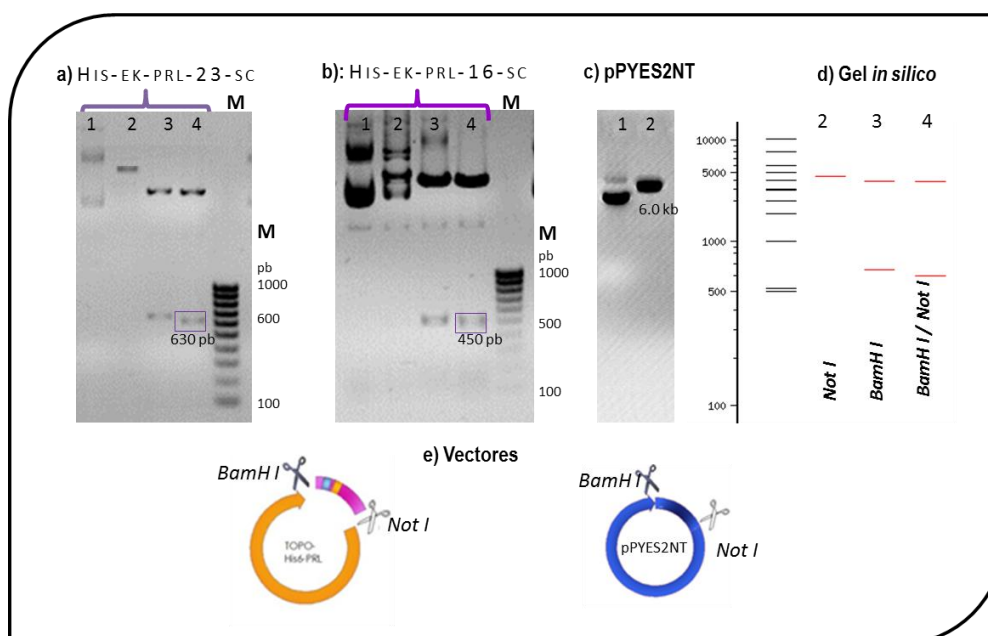 a) HIS-EK-PRL-23-SC
M
1 2 3 4
M
pb
1000
600
630 pb
100
b): HIS-EK-PRL-16-SC
M
1 2 3 4
M
pb
1000
500
450 pb
100
c) pPYES2NT
1 2
6.0 kb
d) Gel in silico
2 3 4
10000
5000
1000
500
100
Not I
BamH I
BamH I / Not I
e) Vectores
BamH I
Not I
TOPO-
His6-PRL
BamH I
Not I
pPYES2NT